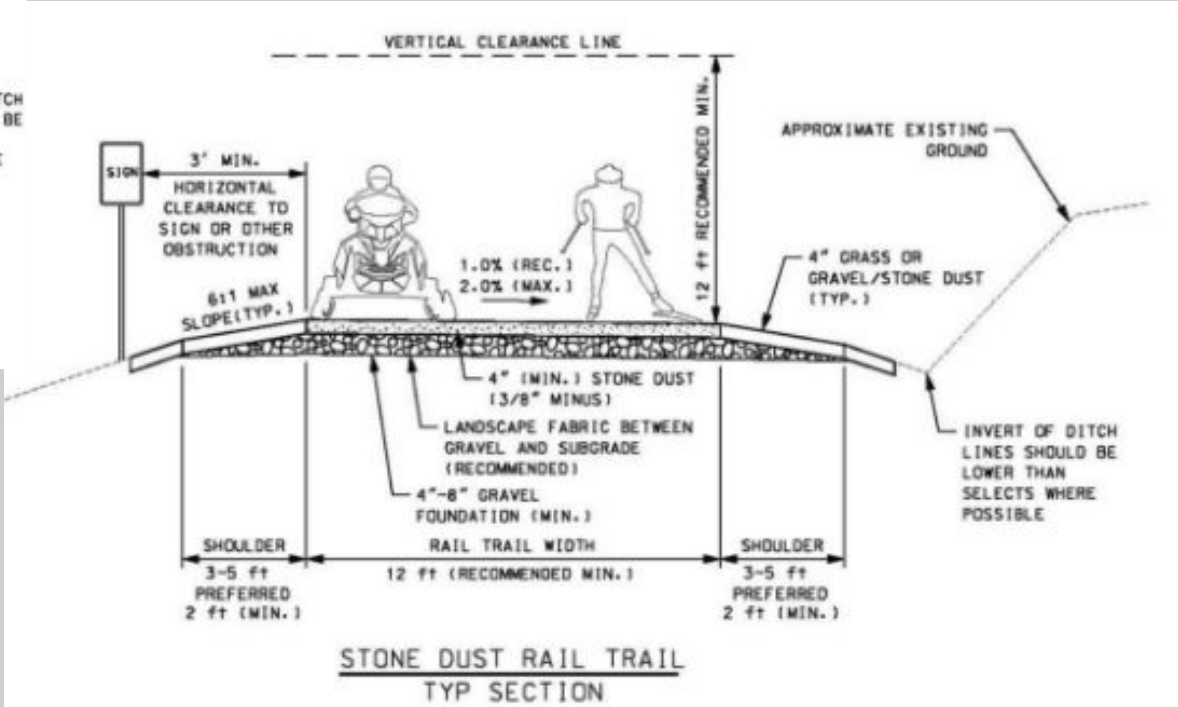 VERTICAL CLEARANCE LINE
TCH
BE
SIGN
3' MIN.
HORIZONTAL
CLEARANCE TO
SIGN OR OTHER
OBSTRUCTION
6:1 MAX
SLOPE(TYP.)
1.0% (REC.)
2.0% (MAX.)
12 ft RECOMMENDED MIN.
APPROXIMATE EXISTING
GROUND
4" GRASS OR
GRAVEL/STONE DUST
(TYP.)
4" (MIN.) STONE DUST
(3/8" MINUS)
LANDSCAPE FABRIC BETWEEN
GRAVEL AND SUBGRADE
(RECOMMENDED)
4"-8" GRAVEL
FOUNDATION (MIN.)
INVERT OF DITCH
LINES SHOULD BE
LOWER THAN
SELECTS WHERE
POSSIBLE
SHOULDER
3-5 ft
PREFERRED
2 ft (MIN.)
RAIL TRAIL WIDTH
12 ft (RECOMMENDED MIN.)
SHOULDER
3-5 ft
PREFERRED
2 ft (MIN.)
STONE DUST RAIL TRAIL
TYP SECTION